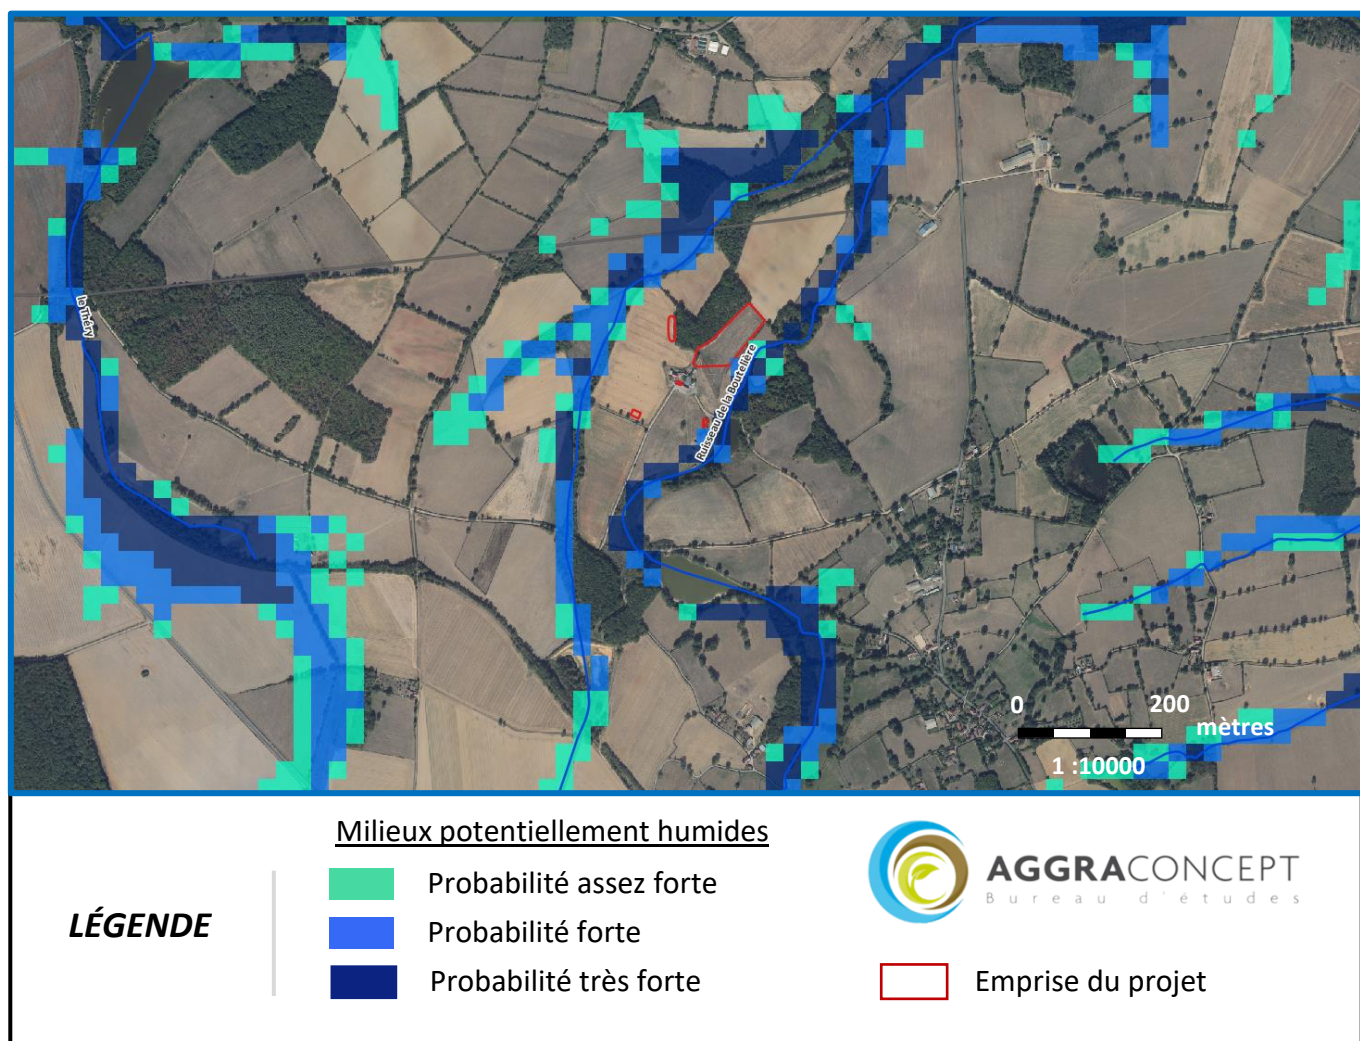 le Théry
Ruisseau de la Boutelière
0 200
mètres
1 :10000
Milieux potentiellement humides
LÉGENDE
Probabilité assez forte
Probabilité forte
Probabilité très forte
AGGRACONCEPT
Bureau d'études
Emprise du projet